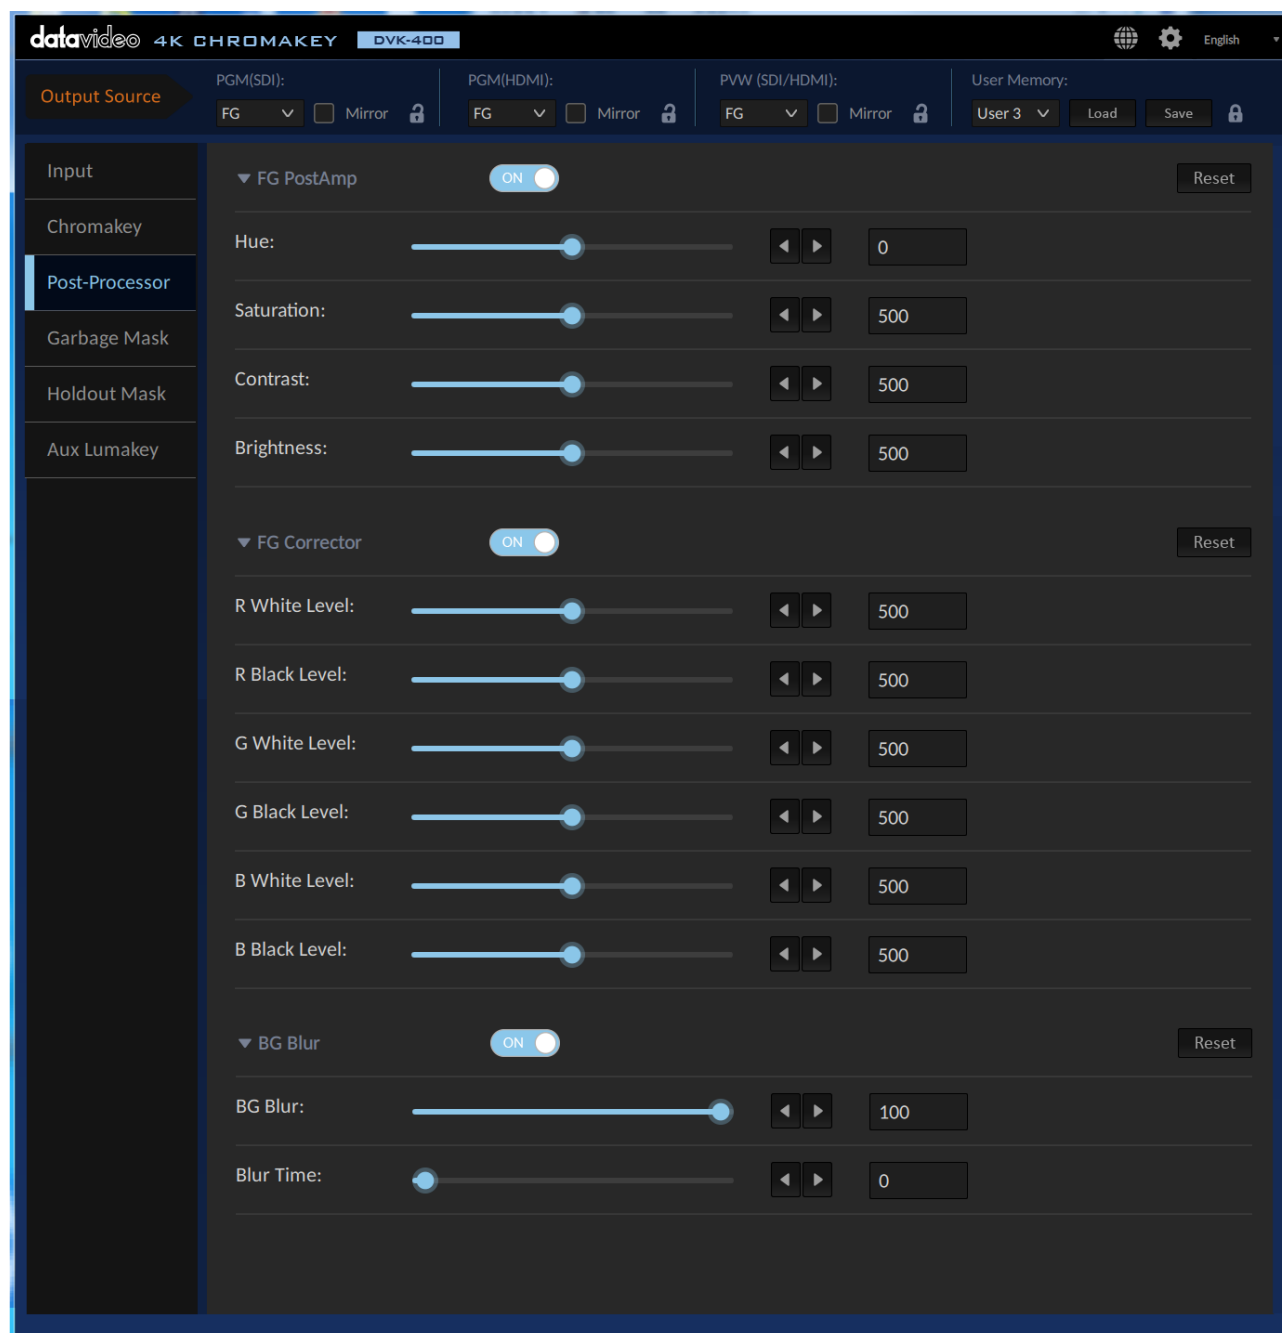 datavideo 4K CHROMAKEY DVK-400 English
Output Source
PGM(SDI): PGM(HDMI): PVW (SDI/HDMI): User Memory:
FG Mirror FG Mirror FG Mirror User 3 Load Save
Input
Chromakey
Post-Processor
Garbage Mask
Holdout Mask
Aux Lumakey
FG PostAmp ON Reset
Hue: 0
Saturation: 500
Contrast: 500
Brightness: 500
FG Corrector ON Reset
R White Level: 500
R Black Level: 500
G White Level: 500
G Black Level: 500
B White Level: 500
B Black Level: 500
BG Blur ON Reset
BG Blur: 100
Blur Time: 0